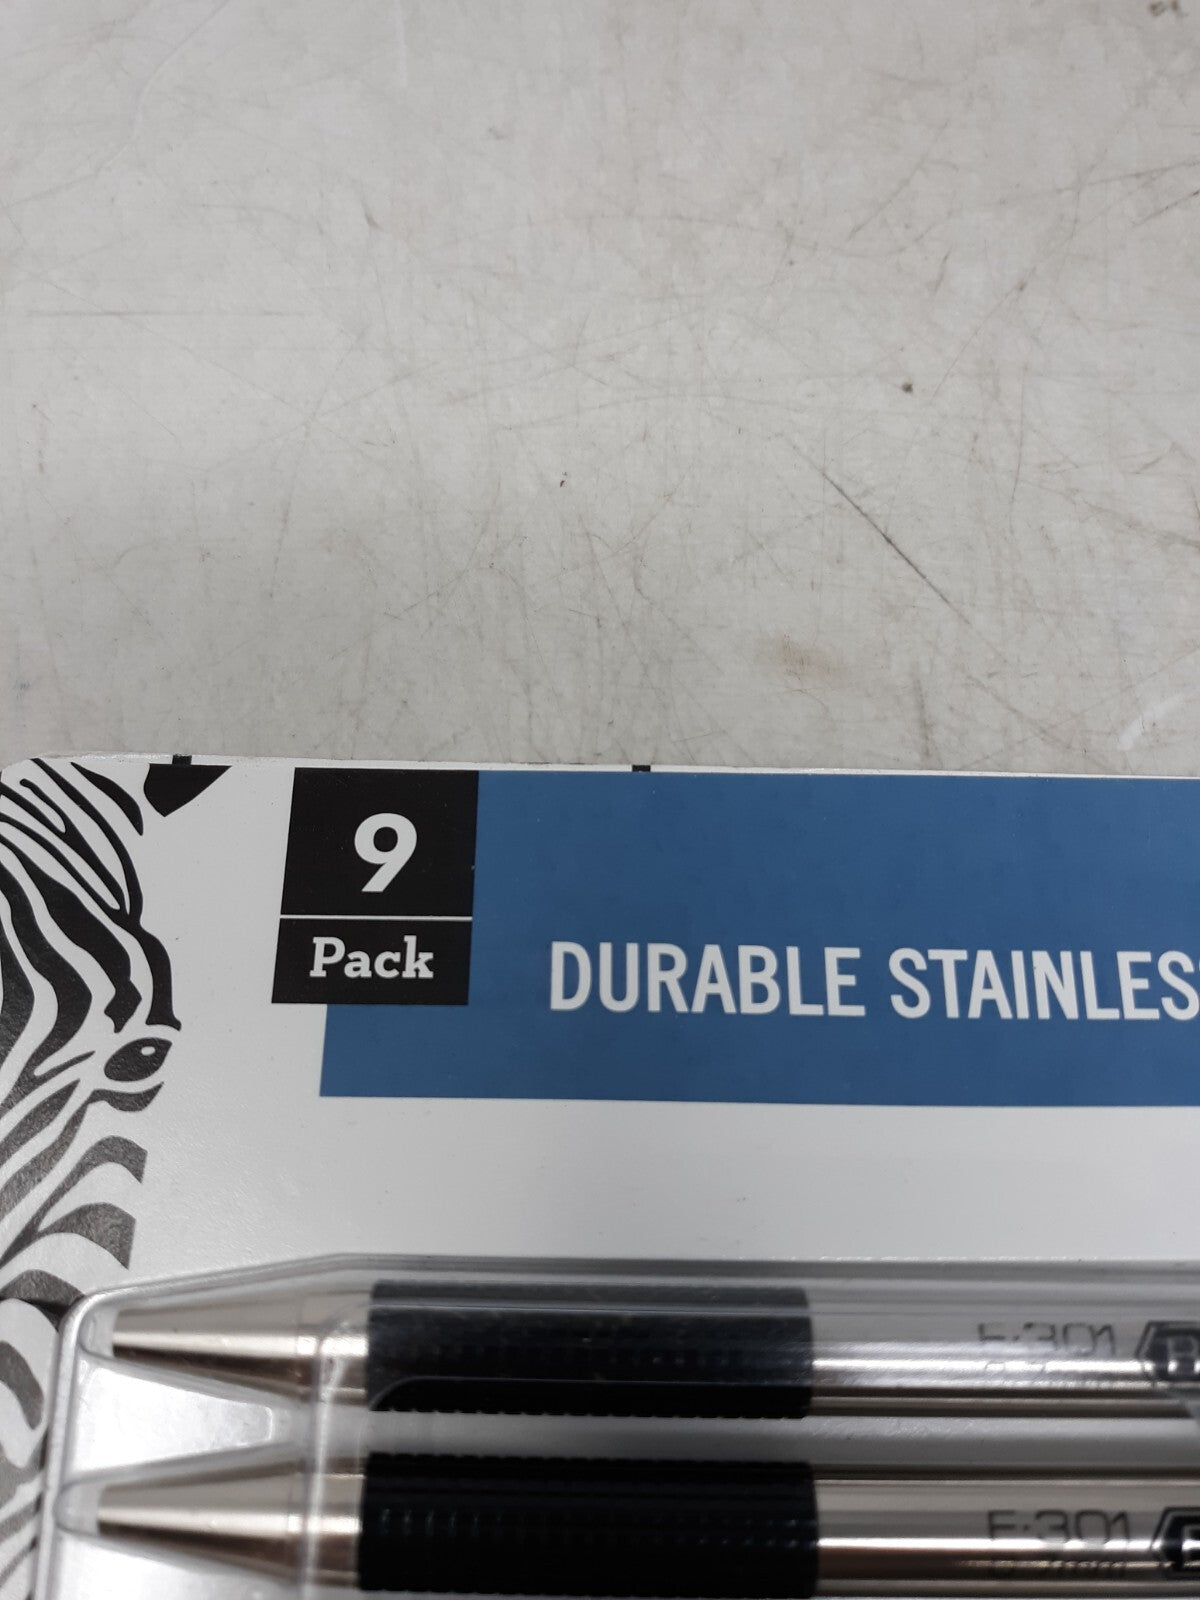 9
Pack
DURABLE STAINLES
F·301
F·301